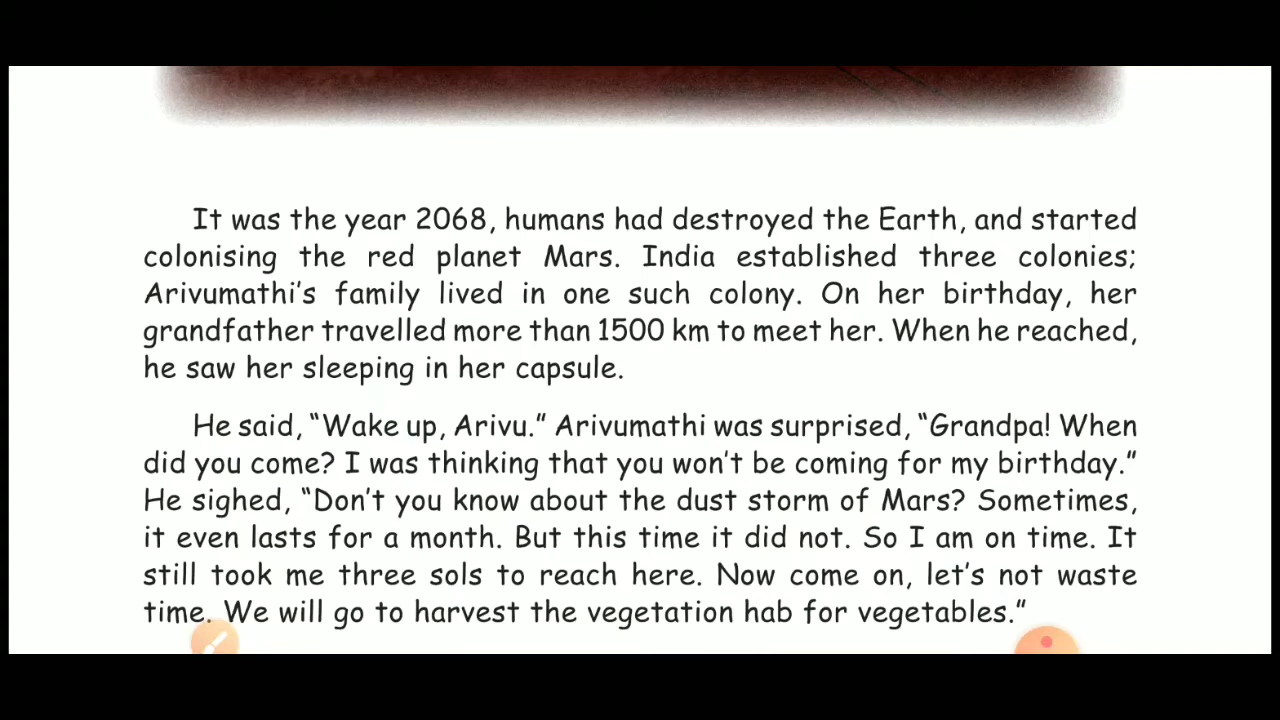 It was the year 2068, humans had destroyed the Earth, and started
colonising the red planet Mars. India established three colonies;
Arivumathi's family lived in one such colony. On her birthday, her
grandfather travelled more than 1500 km to meet her. When he reached,
he saw her sleeping in her capsule.
He said, “Wake up, Arivu.” Arivumathi was surprised, “Grandpa! When
did you come? I was thinking that you won't be coming for my birthday.”
He sighed, “Don't you know about the dust storm of Mars? Sometimes,
it even lasts for a month. But this time it did not. So I am on time. It
still took me three sols to reach here. Now come on, let's not waste
time. We will go to harvest the vegetation hab for vegetables.”